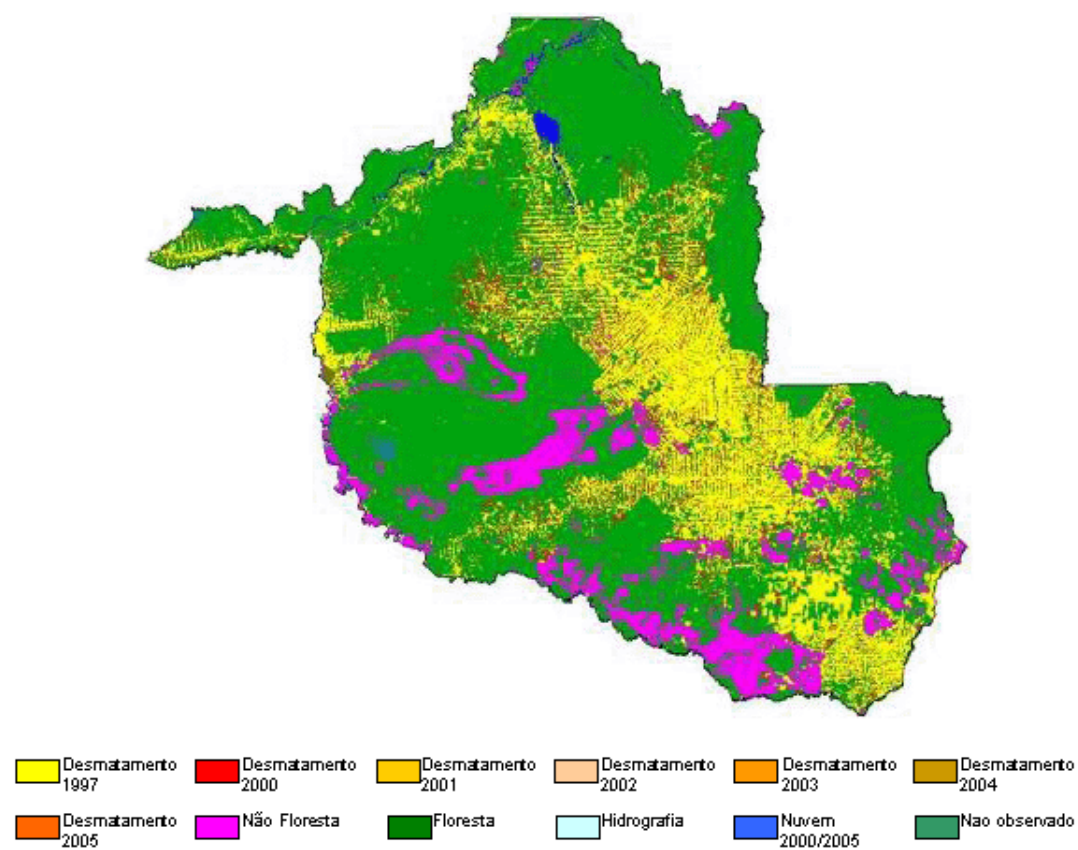 Desmatamento 1997
Desmatamento 2000
Desmatamento 2001
Desmatamento 2002
Desmatamento 2003
Desmatamento 2004
Desmatamento 2005
Não Floresta
Floresta
Hidrografia
Nuvem 2000/2005
Nao observado